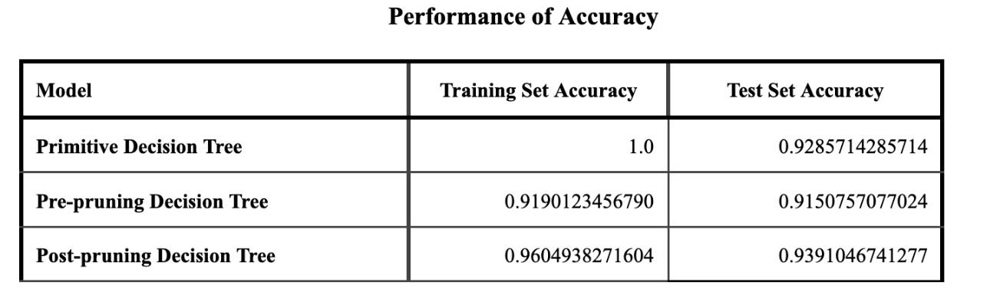 Performance of Accuracy
Model Training Set Accuracy Test Set Accuracy
Primitive Decision Tree 1.0 0.9285714285714
Pre-pruning Decision Tree 0.9190123456790 0.9150757077024
Post-pruning Decision Tree 0.9604938271604 0.9391046741277